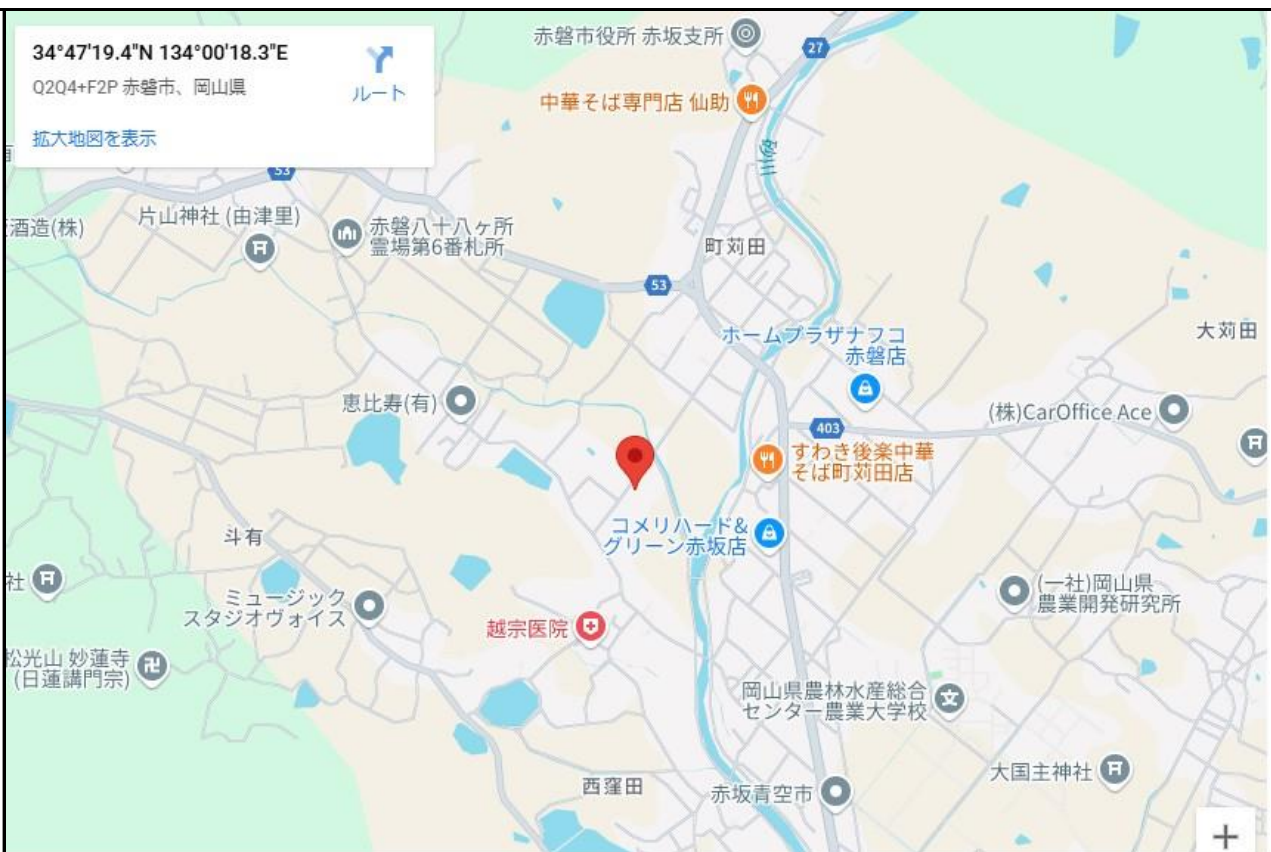 34°47'19.4"N 134°00'18.3"E
Q2Q4+F2P 赤磐市、岡山県
ルート
拡大地図を表示
赤磐市役所 赤坂支所
27
中華そば専門店 仙助
砂川
53
片山神社 (由津里)
酒造(株)
赤磐八十八ヶ所
霊場第6番札所
町苅田
53
大苅田
ホームプラザナフコ
赤磐店
恵比寿(有)
(株)CarOffice Ace
403
すわき後楽中華
そば町苅田店
コメリハード&
グリーン赤坂店
斗有
社
ミュージック
スタジオヴォイス
(一社)岡山県
農業開発研究所
越宗医院
松光山 妙蓮寺
(日蓮講門宗)
岡山県農林水産総合
センター農業大学校
文
大国主神社
西窪田
赤坂青空市
+